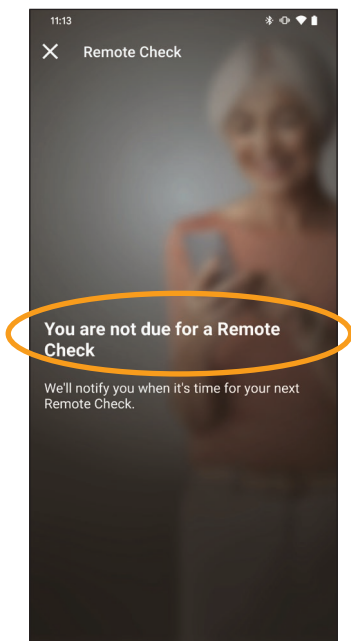 11:13
Remote Check
You are not due for a Remote
Check
We'll notify you when it's time for your next
Remote Check.